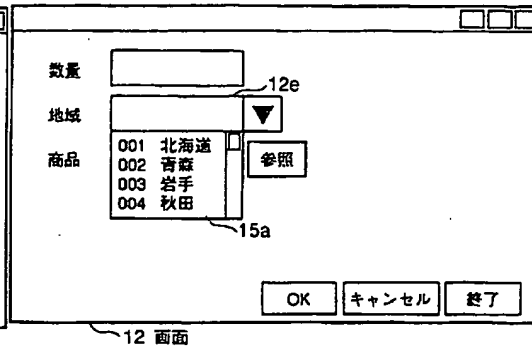 数量
12e
地域
▼
商品
001 北海道
002 青森
003 岩手
004 秋田
参照
15a
OK
キャンセル
終了
12 画面